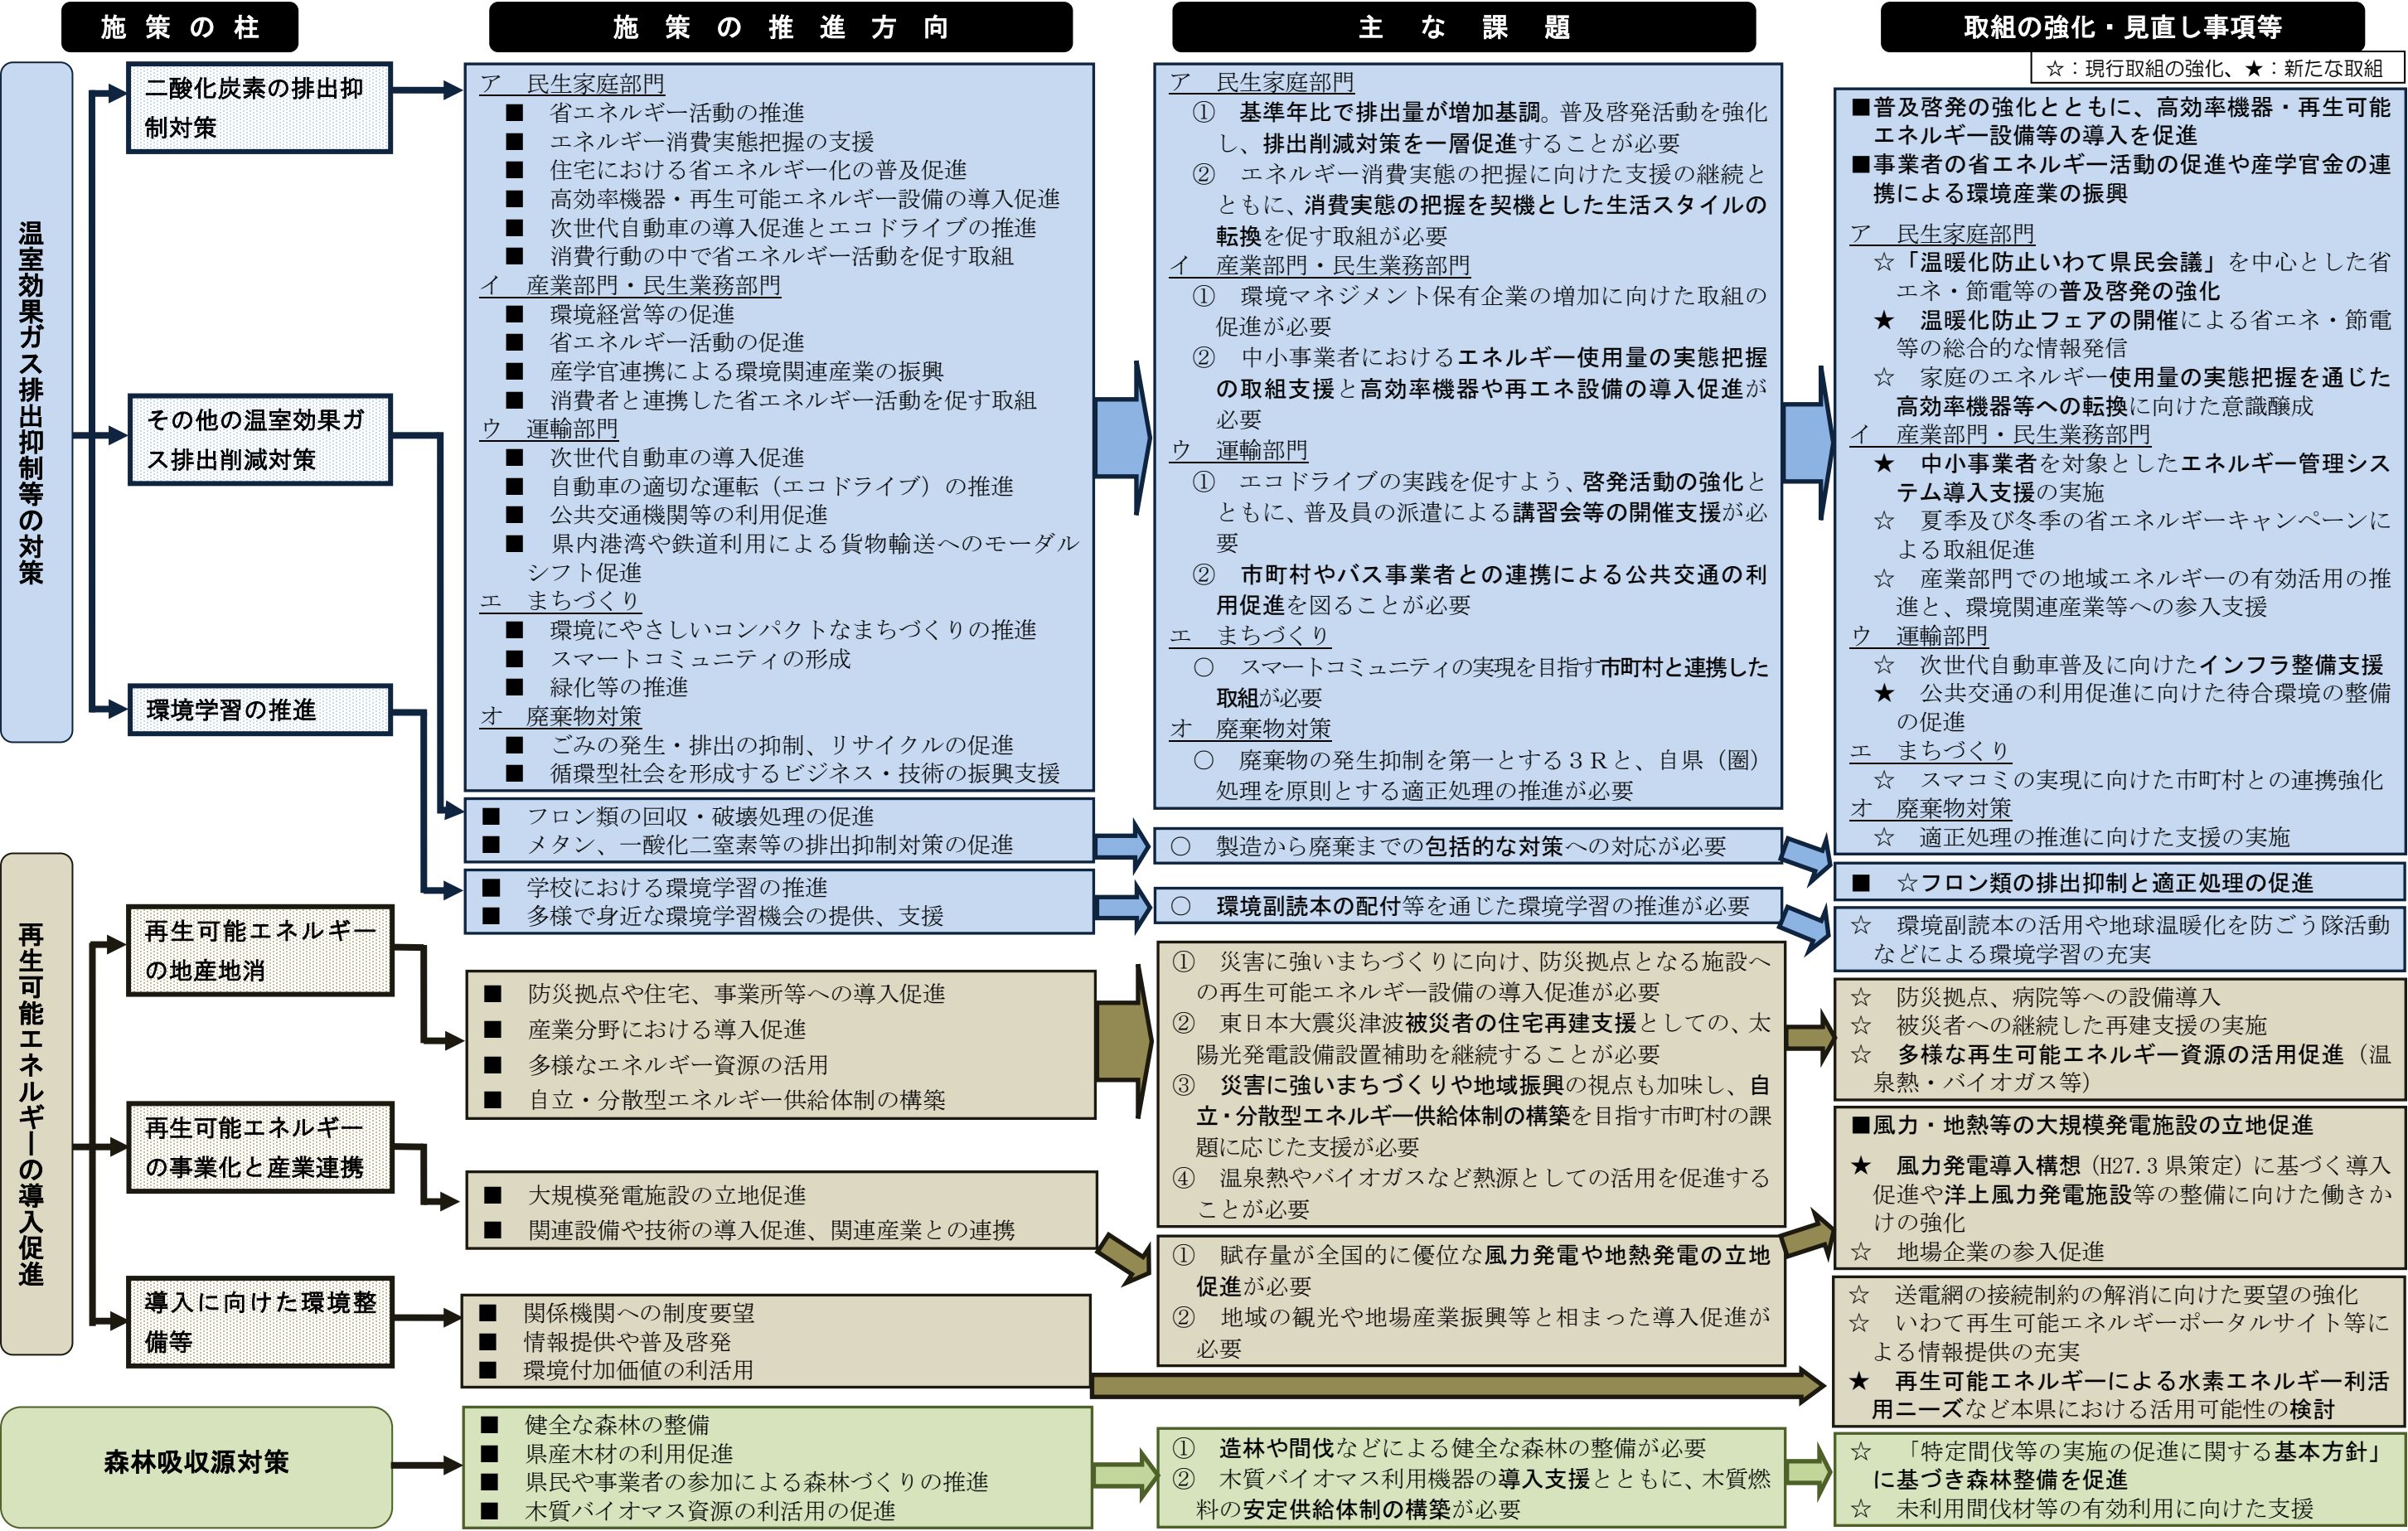 施策の柱
施策の推進方向
主な課題
取組の強化・見直し事項等
☆：現行取組の強化、★：新たな取組
温室効果ガス排出抑制等の対策
二酸化炭素の排出抑
制対策
その他の温室効果ガ
ス排出削減対策
環境学習の推進
再生可能エネルギーの導入促進
再生可能エネルギー
の地産地消
再生可能エネルギー
の事業化と産業連携
導入に向けた環境整
備等
森林吸収源対策
ア　民生家庭部門
■　省エネルギー活動の推進
■　エネルギー消費実態把握の支援
■　住宅における省エネルギー化の普及促進
■　高効率機器・再生可能エネルギー設備の導入促進
■　次世代自動車の導入促進とエコドライブの推進
■　消費行動の中で省エネルギー活動を促す取組
イ　産業部門・民生業務部門
■　環境経営等の促進
■　省エネルギー活動の促進
■　産学官連携による環境関連産業の振興
■　消費者と連携した省エネルギー活動を促す取組
ウ　運輸部門
■　次世代自動車の導入促進
■　自動車の適切な運転（エコドライブ）の推進
■　公共交通機関等の利用促進
■　県内港湾や鉄道利用による貨物輸送へのモーダル
シフト促進
エ　まちづくり
■　環境にやさしいコンパクトなまちづくりの推進
■　スマートコミュニティの形成
■　緑化等の推進
オ　廃棄物対策
■　ごみの発生・排出の抑制、リサイクルの促進
■　循環型社会を形成するビジネス・技術の振興支援
■　フロン類の回収・破壊処理の促進
■　メタン、一酸化二窒素等の排出抑制対策の促進
■　学校における環境学習の推進
■　多様で身近な環境学習機会の提供、支援
■　防災拠点や住宅、事業所等への導入促進
■　産業分野における導入促進
■　多様なエネルギー資源の活用
■　自立・分散型エネルギー供給体制の構築
■　大規模発電施設の立地促進
■　関連設備や技術の導入促進、関連産業との連携
■　関係機関への制度要望
■　情報提供や普及啓発
■　環境付加価値の利活用
■　健全な森林の整備
■　県産木材の利用促進
■　県民や事業者の参加による森林づくりの推進
■　木質バイオマス資源の利活用の促進
ア　民生家庭部門
①　基準年比で排出量が増加基調。普及啓発活動を強化
し、排出削減対策を一層促進することが必要
②　エネルギー消費実態の把握に向けた支援の継続と
ともに、消費実態の把握を契機とした生活スタイルの
転換を促す取組が必要
イ　産業部門・民生業務部門
①　環境マネジメント保有企業の増加に向けた取組の
促進が必要
②　中小事業者におけるエネルギー使用量の実態把握
の取組支援と高効率機器や再エネ設備の導入促進が
必要
ウ　運輸部門
①　エコドライブの実践を促すよう、啓発活動の強化と
ともに、普及員の派遣による講習会等の開催支援が必
要
②　市町村やバス事業者との連携による公共交通の利
用促進を図ることが必要
エ　まちづくり
○　スマートコミュニティの実現を目指す市町村と連携した
取組が必要
オ　廃棄物対策
○　廃棄物の発生抑制を第一とする３Ｒと、自県（圏）
処理を原則とする適正処理の推進が必要
○　製造から廃棄までの包括的な対策への対応が必要
○　環境副読本の配付等を通じた環境学習の推進が必要
①　災害に強いまちづくりに向け、防災拠点となる施設へ
の再生可能エネルギー設備の導入促進が必要
②　東日本大震災津波被災者の住宅再建支援としての、太
陽光発電設備設置補助を継続することが必要
③　災害に強いまちづくりや地域振興の視点も加味し、自
立・分散型エネルギー供給体制の構築を目指す市町村の課
題に応じた支援が必要
④　温泉熱やバイオガスなど熱源としての活用を促進する
ことが必要
①　賦存量が全国的に優位な風力発電や地熱発電の立地
促進が必要
②　地域の観光や地場産業振興等と相まった導入促進が
必要
①　造林や間伐などによる健全な森林の整備が必要
②　木質バイオマス利用機器の導入支援とともに、木質燃
料の安定供給体制の構築が必要
■普及啓発の強化とともに、高効率機器・再生可能
エネルギー設備等の導入を促進
■事業者の省エネルギー活動の促進や産学官金の連
携による環境産業の振興
ア　民生家庭部門
☆「温暖化防止いわて県民会議」を中心とした省
エネ・節電等の普及啓発の強化
★　温暖化防止フェアの開催による省エネ・節電
等の総合的な情報発信
☆　家庭のエネルギー使用量の実態把握を通じた
高効率機器等への転換に向けた意識醸成
イ　産業部門・民生業務部門
★　中小事業者を対象としたエネルギー管理シス
テム導入支援の実施
☆　夏季及び冬季の省エネルギーキャンペーンに
よる取組促進
☆　産業部門での地域エネルギーの有効活用の推
進と、環境関連産業等への参入支援
ウ　運輸部門
☆　次世代自動車普及に向けたインフラ整備支援
★　公共交通の利用促進に向けた待合環境の整備
の促進
エ　まちづくり
☆　スマコミの実現に向けた市町村との連携強化
オ　廃棄物対策
☆　適正処理の推進に向けた支援の実施
■　☆フロン類の排出抑制と適正処理の促進
☆　環境副読本の活用や地球温暖化を防ごう隊活動
などによる環境学習の充実
☆　防災拠点、病院等への設備導入
☆　被災者への継続した再建支援の実施
☆　多様な再生可能エネルギー資源の活用促進（温
泉熱・バイオガス等）
■風力・地熱等の大規模発電施設の立地促進
★　風力発電導入構想（H27.3 県策定）に基づく導入
促進や洋上風力発電施設等の整備に向けた働きか
けの強化
☆　地場企業の参入促進
☆　送電網の接続制約の解消に向けた要望の強化
☆　いわて再生可能エネルギーポータルサイト等に
よる情報提供の充実
★　再生可能エネルギーによる水素エネルギー利活
用ニーズなど本県における活用可能性の検討
☆　「特定間伐等の実施の促進に関する基本方針」
に基づき森林整備を促進
☆　未利用間伐材等の有効利用に向けた支援